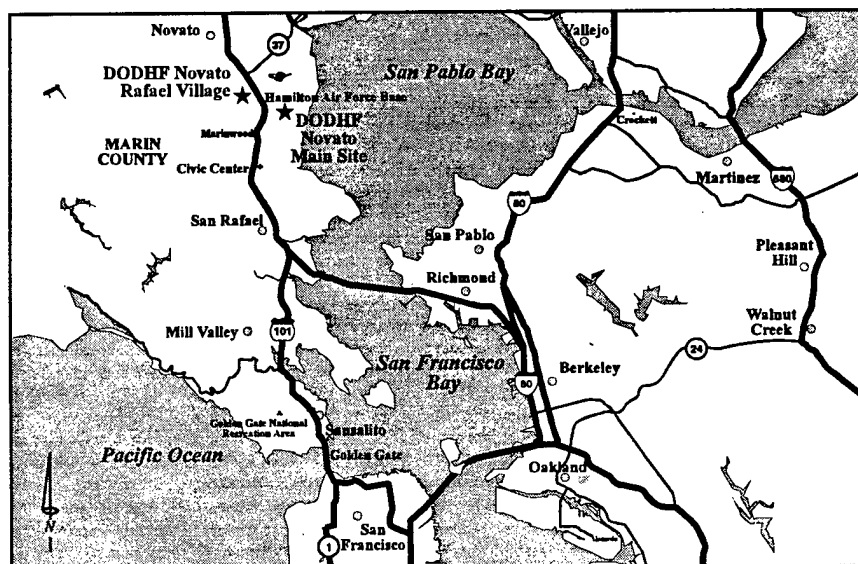 Novato
37
Vallejo
San Pablo Bay
DODHF Novato
Rafael Village
Hamilton Air Force Base
DODHF
Novato
Main Site
Crockett
Marinwood
MARIN
COUNTY
Civic Center
Martinez
680
80
San Rafael
San Pablo
Pleasant
Hill
Richmond
101
Mill Valley
Walnut
Creek
24
San Francisco
Bay
80
Berkeley
Golden Gate National
Recreation Area
Sausalito
Golden Gate
Pacific Ocean
Oakland
N
San
Francisco
1